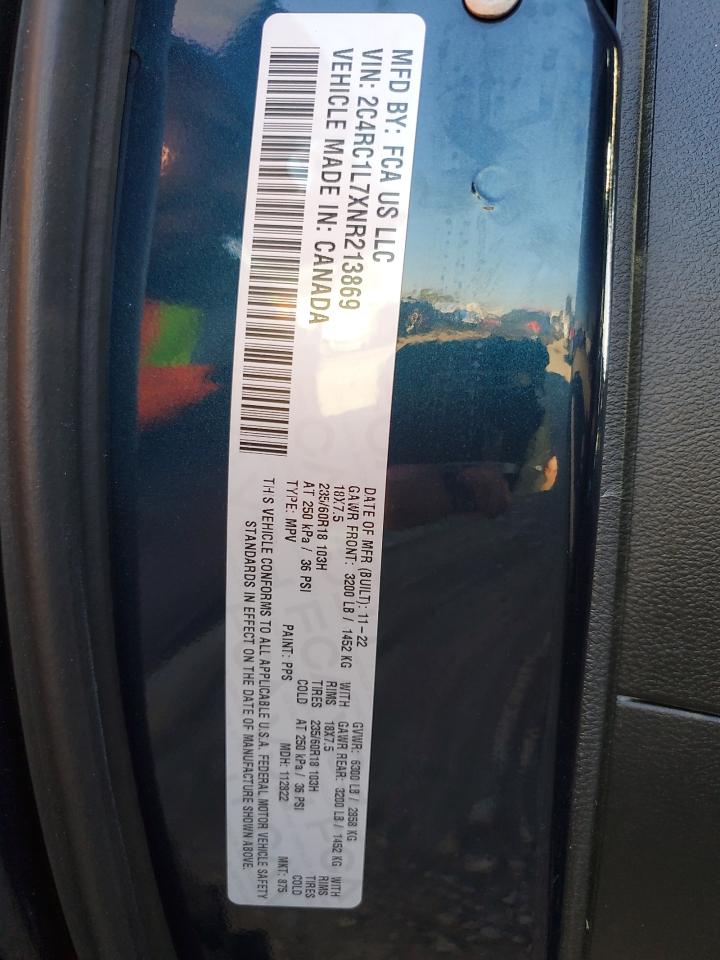 MFD BY: FCA US LLC
VIN: 2C4RC1L7XNR213869
VEHICLE MADE IN: CANADA
DATE OF MFR (BUILT): 11-22 GVWR: 6300 LB / 2858 KG
GAWR FRONT: 3200 LB / 1452 KG WITH GAWR REAR: 3200 LB / 1452 KG WITH
18X7.5 RIMS 18X7.5 RIMS
235/60R18 103H TIRES 235/60R18 103H TIRES
AT 250 kPa / 36 PSI COLD AT 250 kPa / 36 PSI COLD
TYPE: MPV PAINT: PPS MDH: 112822 MKT: 875
THIS VEHICLE CONFORMS TO ALL APPLICABLE U.S.A. FEDERAL MOTOR VEHICLE SAFETY
STANDARDS IN EFFECT ON THE DATE OF MANUFACTURE SHOWN ABOVE.